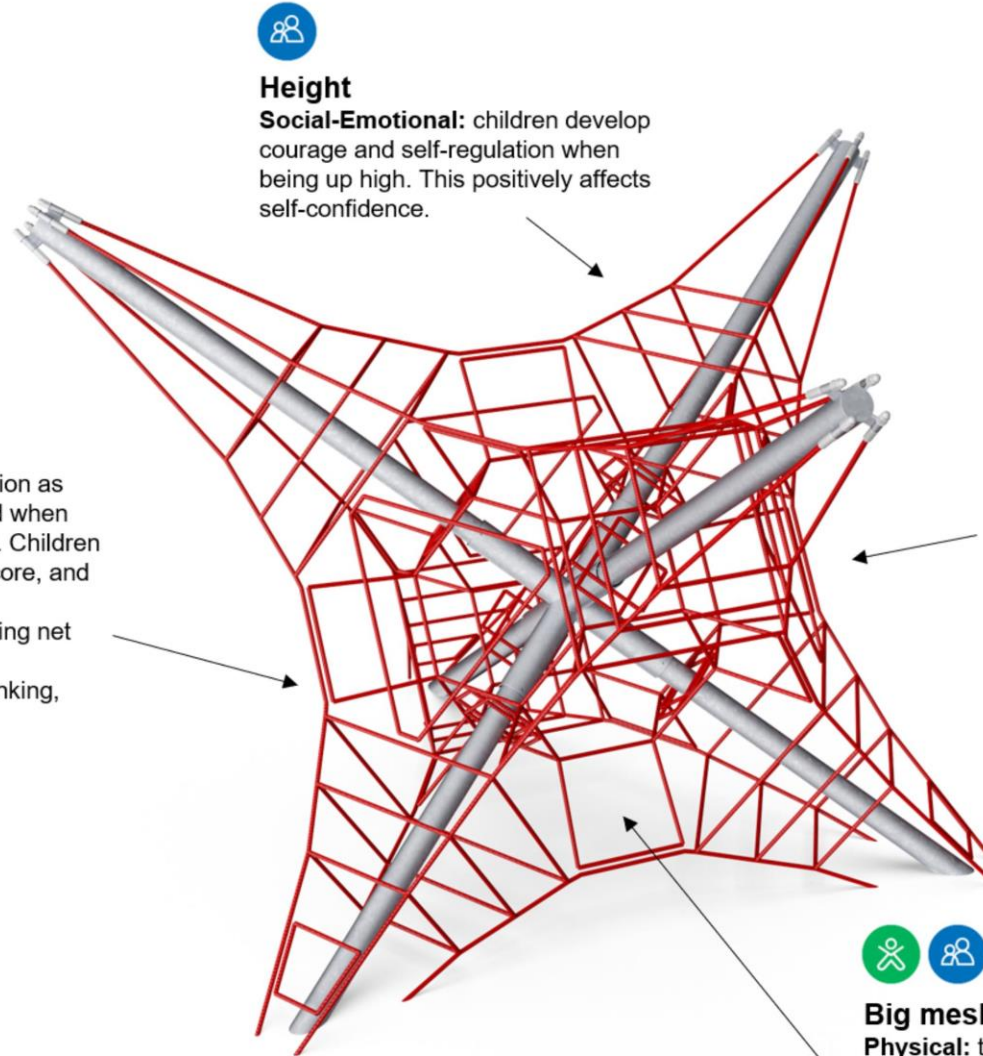 Height
Social-Emotional: children develop
courage and self-regulation when
being up high. This positively affects
self-confidence.
ion as
when
Children
ore, and
ing net
nking,
Big mesh
Physical: t